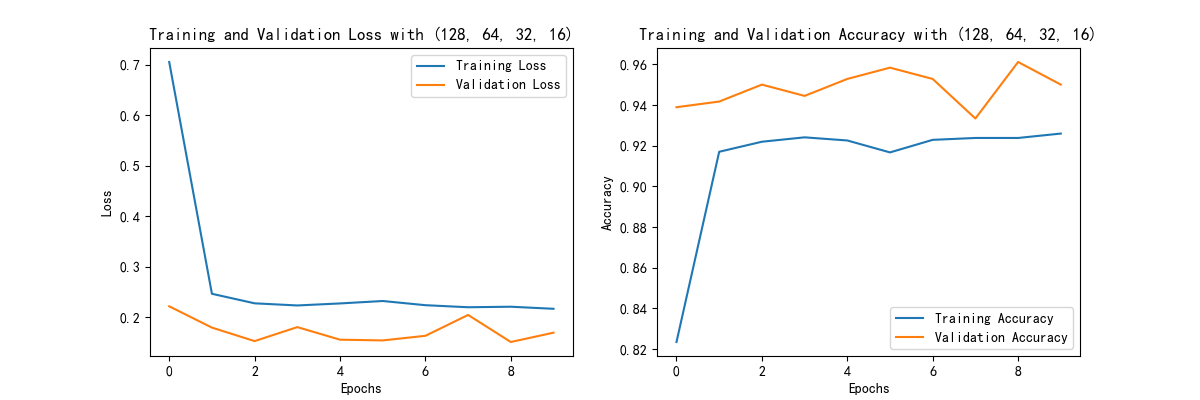 Training and Validation Loss with (128, 64, 32, 16)
Training Loss
Validation Loss
0.7
0.6
0.5
0.4
0.3
0.2
Loss
0 2 4 6 8
Epochs
Training and Validation Accuracy with (128, 64, 32, 16)
0.96
0.94
0.92
0.90
0.88
0.86
0.84
0.82
Accuracy
Training Accuracy
Validation Accuracy
0 2 4 6 8
Epochs